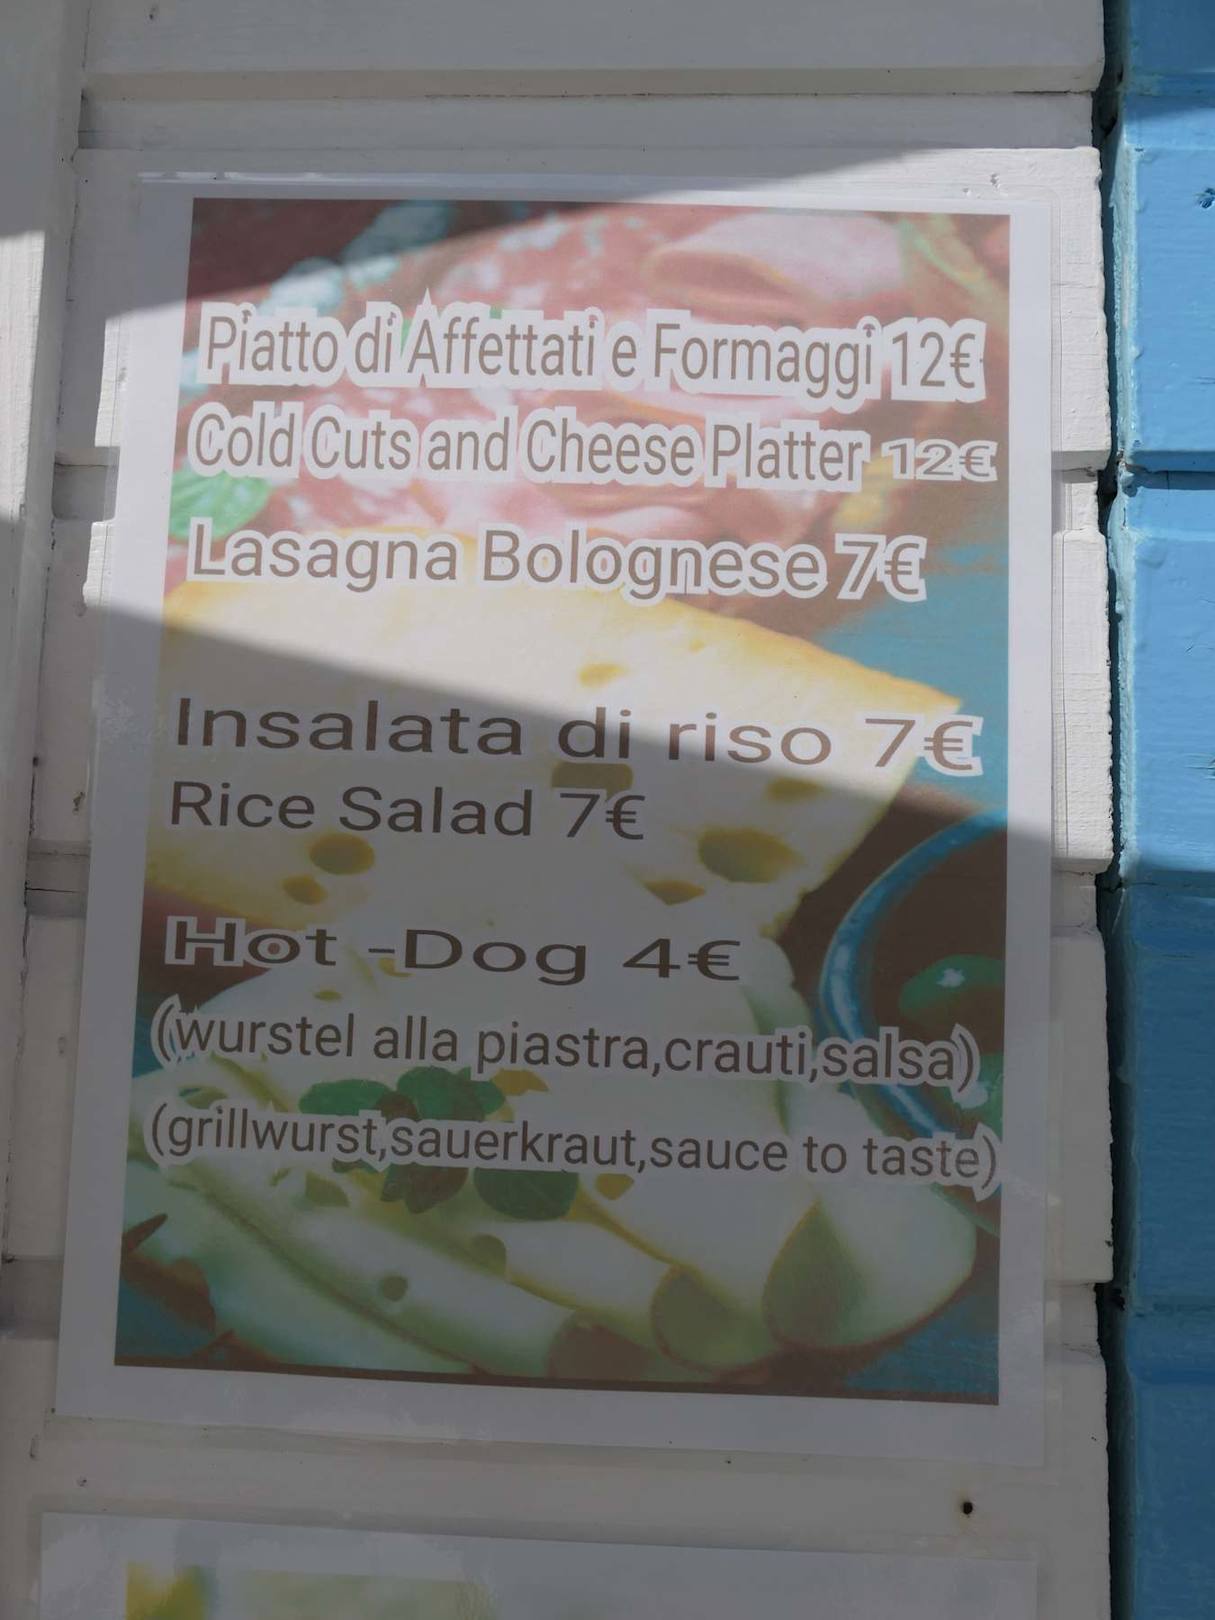 Piatto di Affettati e Formaggi 12€
Cold Cuts and Cheese Platter 12€
Lasagna Bolognese 7€
Insalata di riso 7€
Rice Salad 7€
Hot -Dog 4€
(wurstel alla piastra,crauti,salsa)
(grillwurst,sauerkraut,sauce to taste)